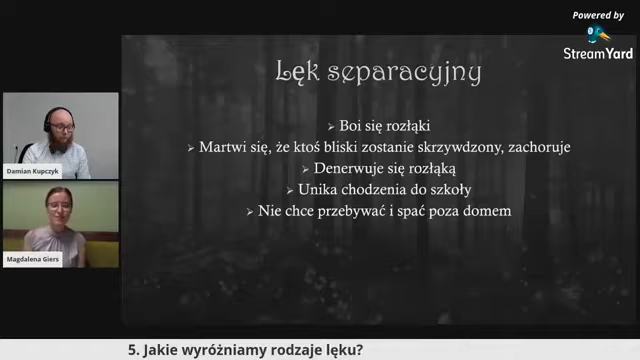 Powered by
StreamYard
Lęk separacyjny
➢ Boi się rozłąki
➢ Martwi się, że ktoś bliski zostanie skrzywdzony, zachoruje
➢ Denerwuje się rozłąką
➢ Unika chodzenia do szkoły
➢ Nie chce przebywać i spać poza domem
Damian Kupczyk
Magdalena Giers
5. Jakie wyróżniamy rodzaje lęku?